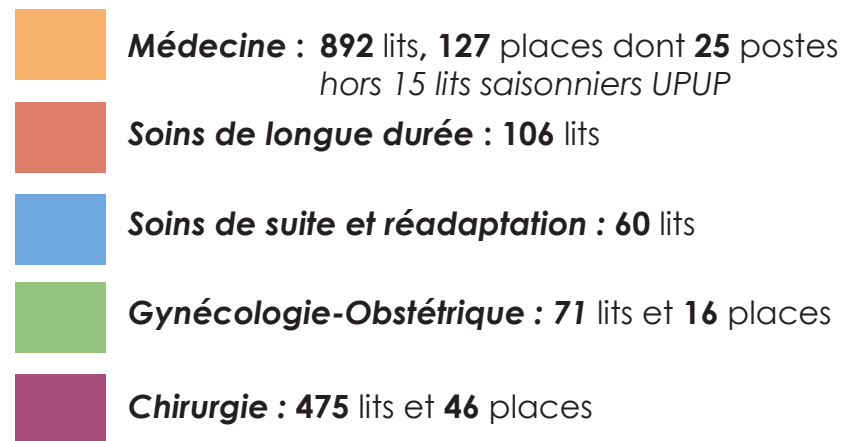 Médecine : 892 lits, 127 places dont 25 postes
hors 15 lits saisonniers UPUP
Soins de longue durée : 106 lits
Soins de suite et réadaptation : 60 lits
Gynécologie-Obstétrique : 71 lits et 16 places
Chirurgie : 475 lits et 46 places